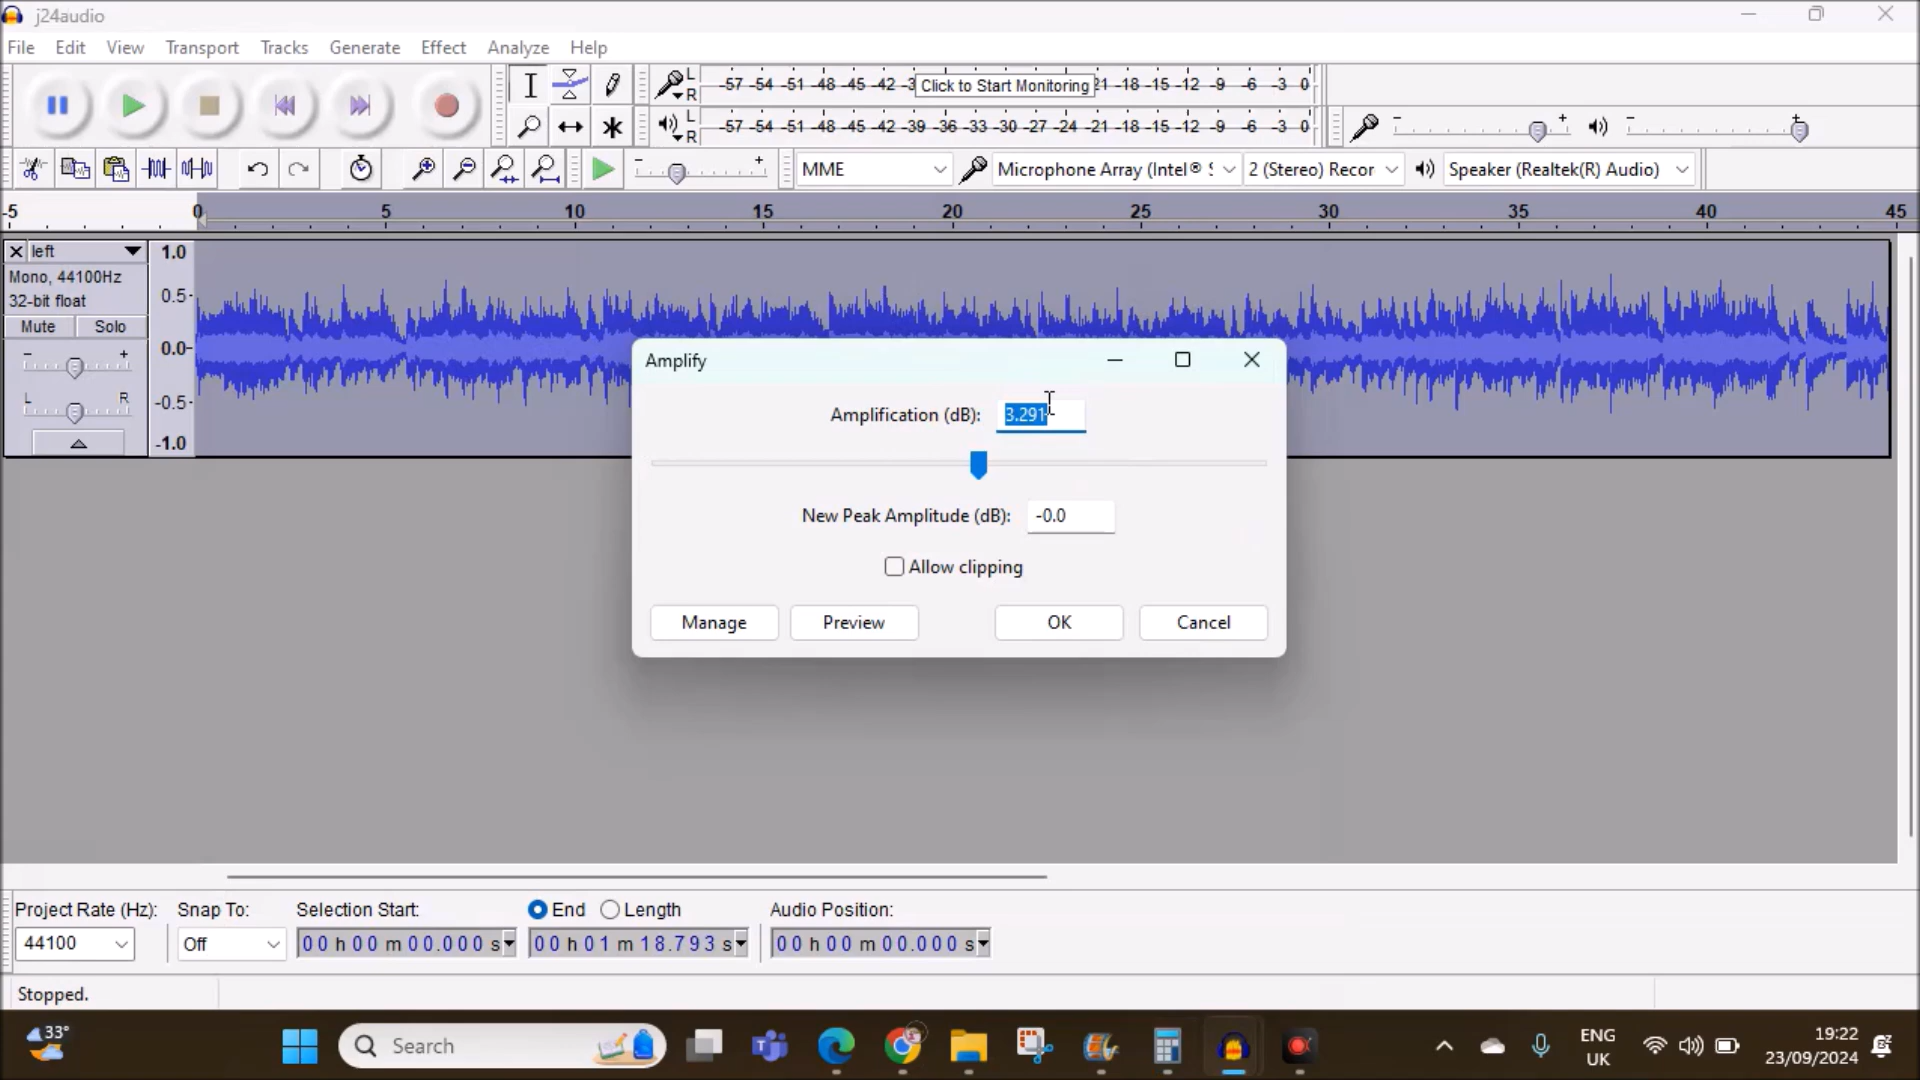 j24audio
File Edit View Transport Tracks Generate Effect Analyze Help
L
R
-57 -54 -51 -48 -45 -42 -3 Click to Start Monitoring 21 -18 -15 -12 -9 -6 -3 0
L
R
-57 -54 -51 -48 -45 -42 -39 -36 -33 -30 -27 -24 -21 -18 -15 -12 -9 -6 -3 0
- + - +
- + MME Microphone Array (Intel® 2 (Stereo) Recor Speaker (Realtek(R) Audio)
-5 0 5 10 15 20 25 30 35 40 45
left
Mono, 44100Hz
32-bit float
Mute Solo
- +
L R
1.0
0.5
0.0
-0.5
-1.0
Amplify
Amplification (dB): 3.291
New Peak Amplitude (dB): -0.0
Allow clipping
Manage Preview OK Cancel
Project Rate (Hz): Snap To: Selection Start: End Length Audio Position:
44100 Off 00 h 00 m 00.000 s 00 h 01 m 18.793 s 00 h 00 m 00.000 s
Stopped.
33°
Search
ENG
UK
19:22
23/09/2024